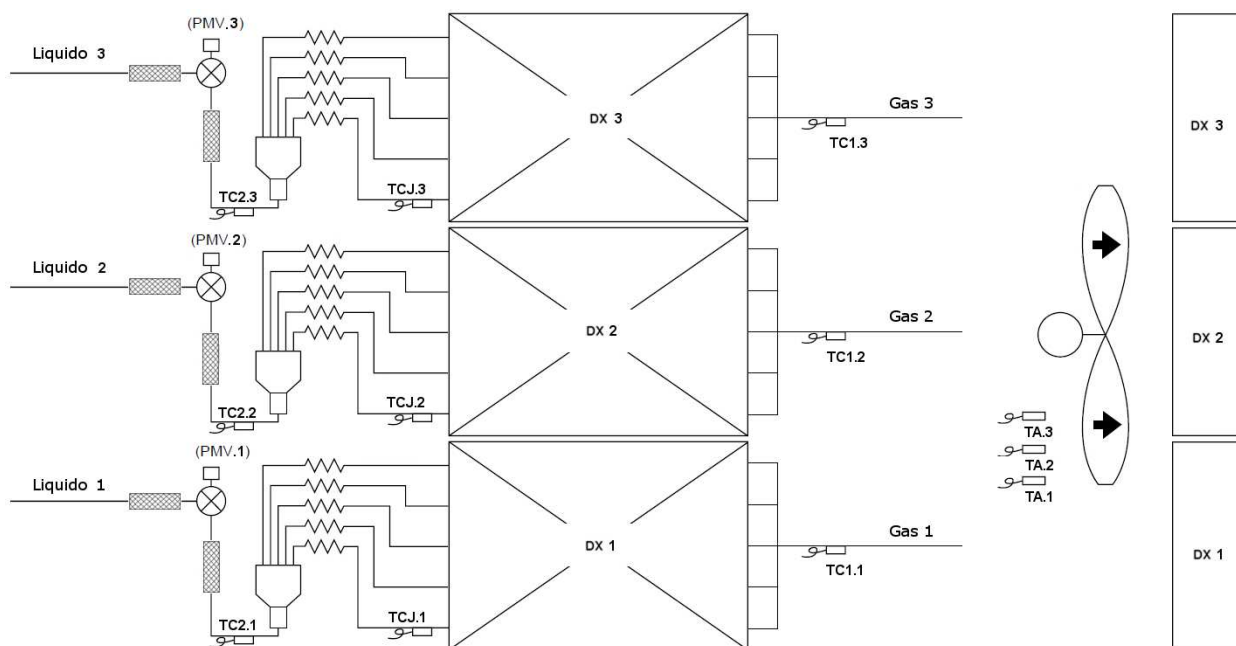 (PMV.3)
Liquido 3
DX 3
Gas 3
TC1.3
TC2.3
TCJ.3
(PMV.2)
Liquido 2
DX 2
Gas 2
TC1.2
TC2.2
TCJ.2
(PMV.1)
Liquido 1
DX 1
Gas 1
TC1.1
TC2.1
TCJ.1
DX 3
DX 2
TA.3
TA.2
TA.1
DX 1